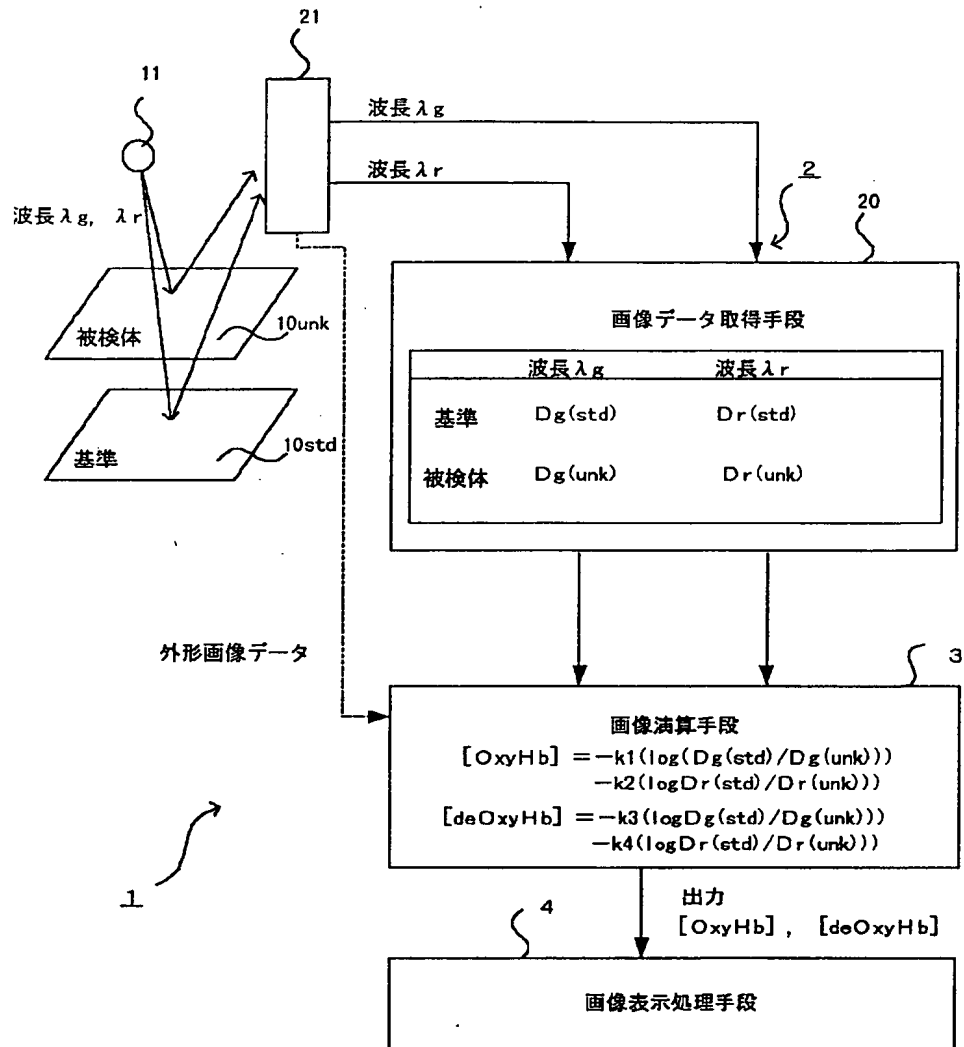 21
11
波長λg
波長λr
2
20
波長λg, λr
被検体
10unk
基準
10std
画像データ取得手段
波長λg 波長λr
基準 Dg(std) Dr(std)
被検体 Dg(unk) Dr(unk)
外形画像データ
3
画像演算手段
[OxyHb] =-k1(log(Dg(std)/Dg(unk)))
-k2(logDr(std)/Dr(unk)))
[deOxyHb] =-k3(logDg(std)/Dg(unk)))
-k4(logDr(std)/Dr(unk)))
1
出力
[OxyHb], [deOxyHb]
4
画像表示処理手段